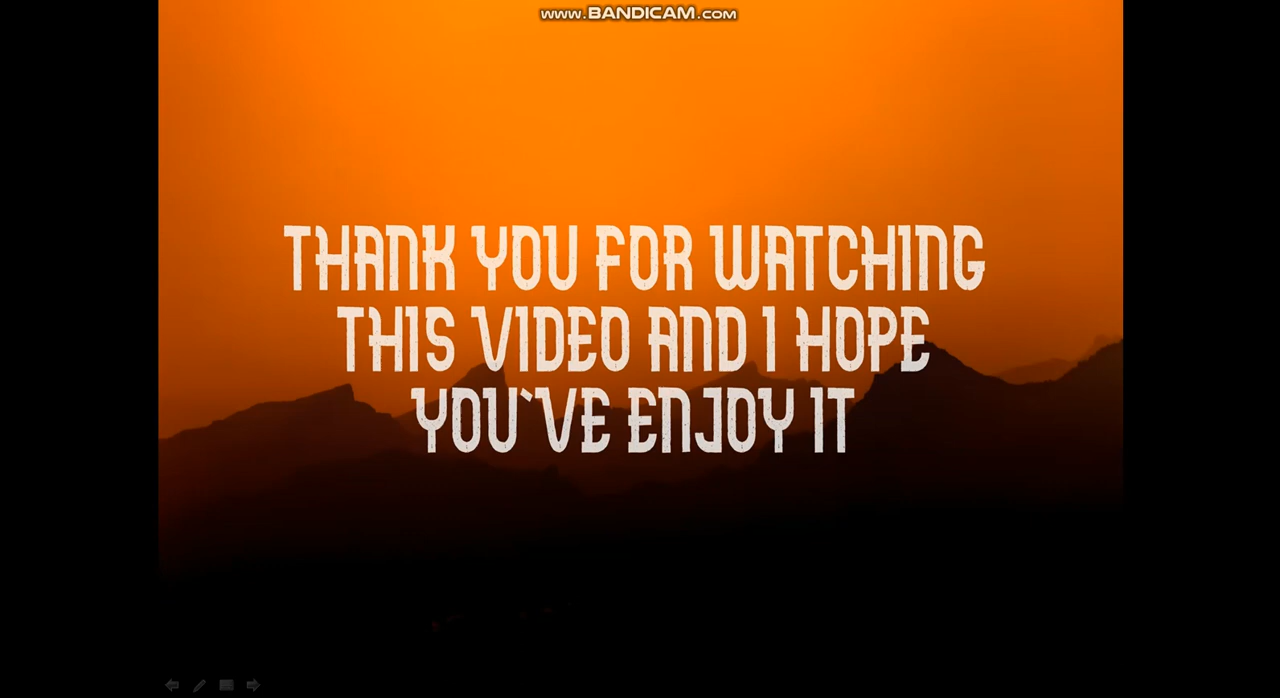 www.BANDICAM.com
THANK YOU FOR WATCHING
THIS VIDEO AND I HOPE
YOU`VE ENJOY IT